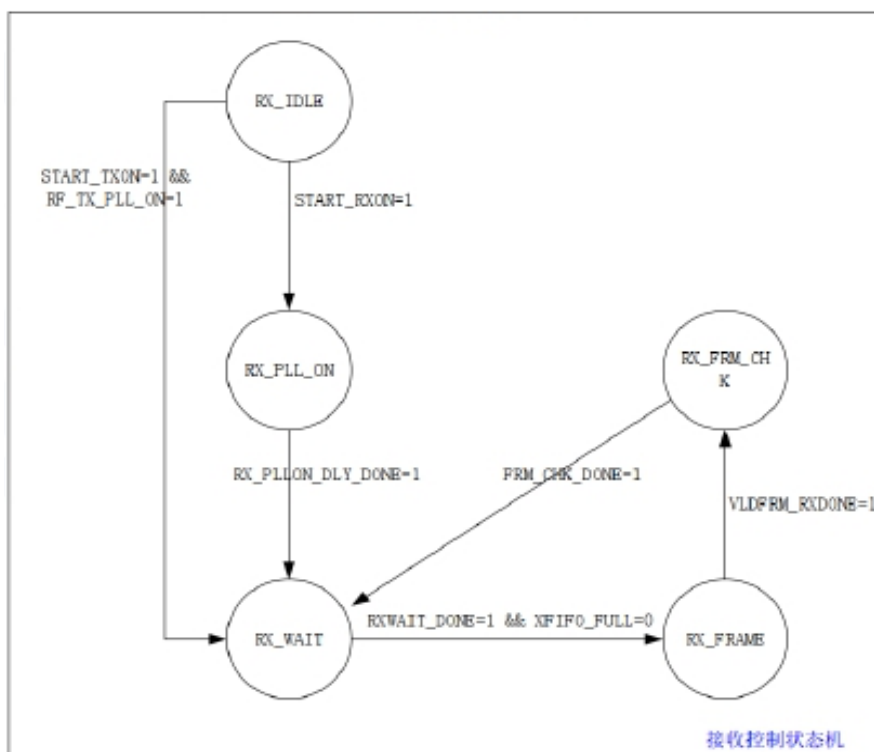 RX_IDLE
START_TXON=1 &&
RF_TX_PLL_ON=1
START_RXON=1
RX_PLL_ON
RX_FRM_CH
K
RX_PLLON_DLY_DONE=1
FRM_CHK_DONE=1
VLDFRM_RXDONE=1
RXWAIT_DONE=1 && XFIFO_FULL=0
RX_WAIT
RX_FRAME
接收控制状态机